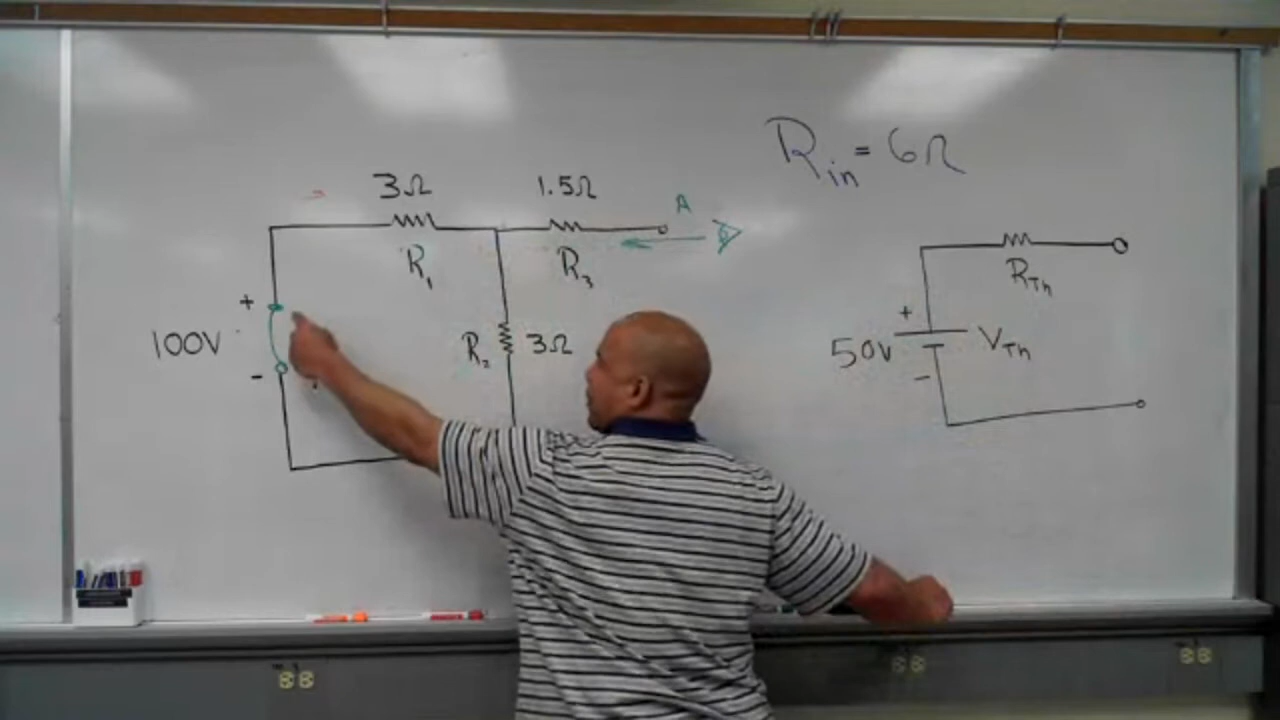 R_in = 6Ω
3Ω
1.5Ω
A
R₁
R₃
+
100V
-
R₂
3Ω
R_Th
+
50V
V_Th
-